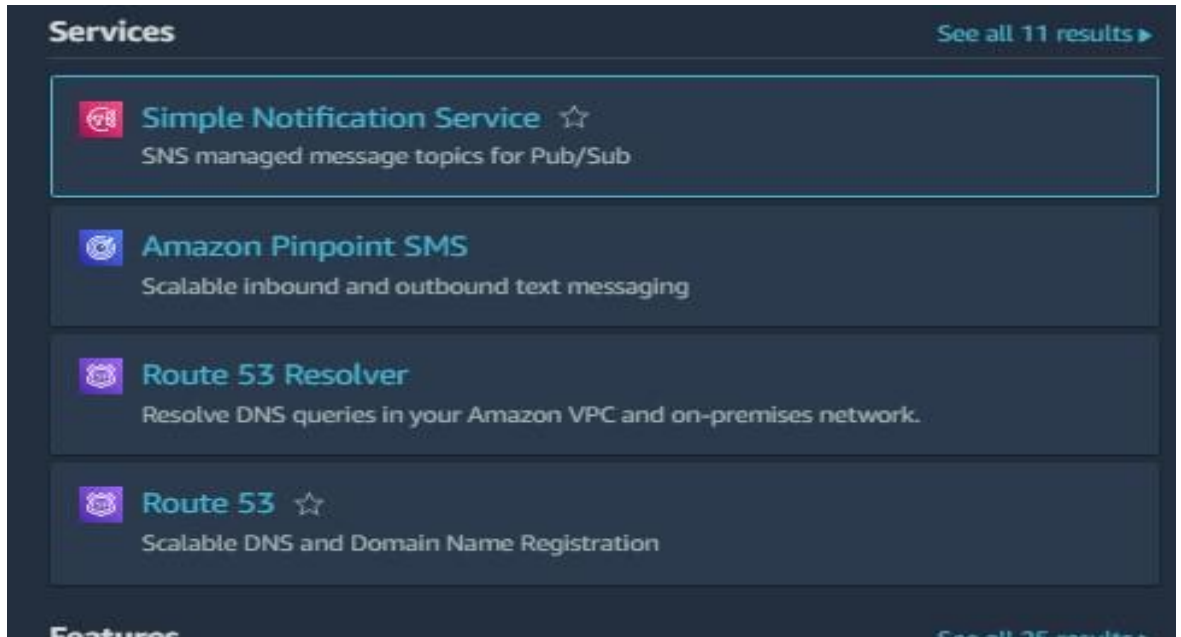 Services
See all 11 results ▸
Simple Notification Service ☆
SNS managed message topics for Pub/Sub
Amazon Pinpoint SMS
Scalable inbound and outbound text messaging
Route 53 Resolver
Resolve DNS queries in your Amazon VPC and on-premises network.
Route 53 ☆
Scalable DNS and Domain Name Registration
Features